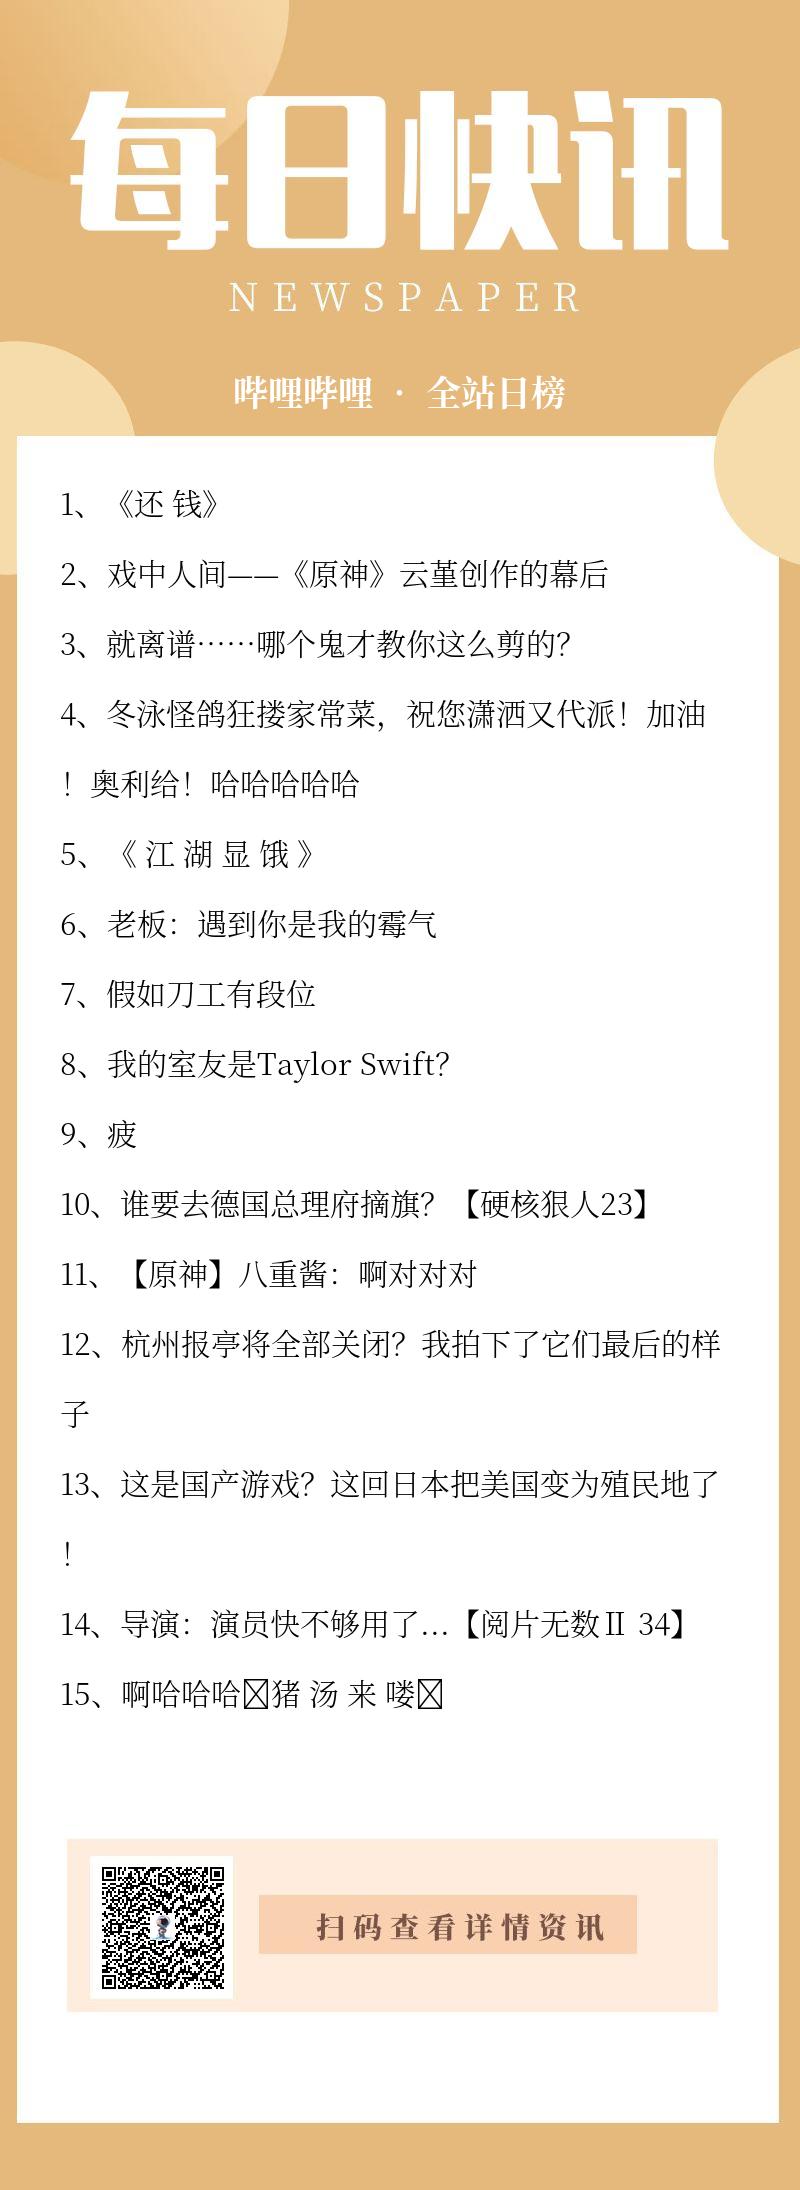 每日快讯
NEWSPAPER
哔哩哔哩 · 全站日榜
1、《还 钱》
2、戏中人间——《原神》云堇创作的幕后
3、就离谱……哪个鬼才教你这么剪的？
4、冬泳怪鸽狂搂家常菜，祝您潇洒又代派！加油
！奥利给！哈哈哈哈哈
5、《 江 湖 显 饿 》
6、老板：遇到你是我的霉气
7、假如刀工有段位
8、我的室友是Taylor Swift？
9、疲
10、谁要去德国总理府摘旗？【硬核狠人23】
11、【原神】八重酱：啊对对对
12、杭州报亭将全部关闭？我拍下了它们最后的样
子
13、这是国产游戏？这回日本把美国变为殖民地了
！
14、导演：演员快不够用了...【阅片无数Ⅱ 34】
15、啊哈哈哈猪 汤 来 喽
扫码查看详情资讯